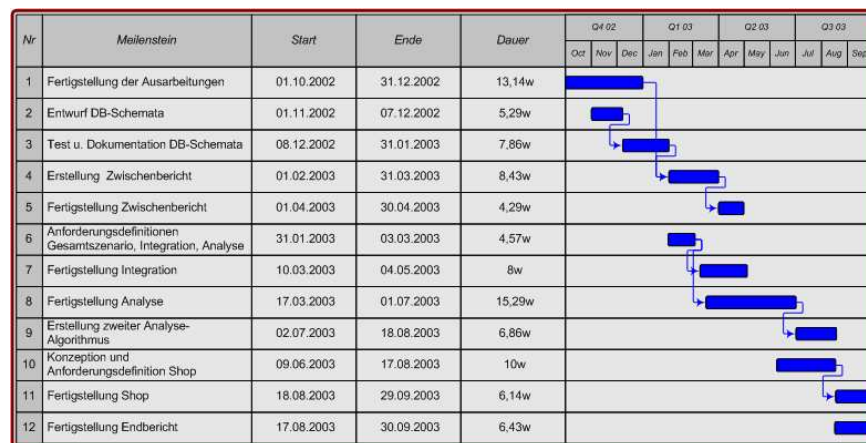 Nr Meilenstein Start Ende Dauer Q4 02 Q1 03 Q2 03 Q3 03
Oct Nov Dec Jan Feb Mar Apr May Jun Jul Aug Sep
1 Fertigstellung der Ausarbeitungen 01.10.2002 31.12.2002 13,14w
2 Entwurf DB-Schemata 01.11.2002 07.12.2002 5,29w
3 Test u. Dokumentation DB-Schemata 08.12.2002 31.01.2003 7,86w
4 Erstellung Zwischenbericht 01.02.2003 31.03.2003 8,43w
5 Fertigstellung Zwischenbericht 01.04.2003 30.04.2003 4,29w
6 Anforderungsdefinitionen
Gesamtszenario, Integration, Analyse 31.01.2003 03.03.2003 4,57w
7 Fertigstellung Integration 10.03.2003 04.05.2003 8w
8 Fertigstellung Analyse 17.03.2003 01.07.2003 15,29w
9 Erstellung zweiter Analyse-
Algorithmus 02.07.2003 18.08.2003 6,86w
10 Konzeption und
Anforderungsdefinition Shop 09.06.2003 17.08.2003 10w
11 Fertigstellung Shop 18.08.2003 29.09.2003 6,14w
12 Fertigstellung Endbericht 17.08.2003 30.09.2003 6,43w